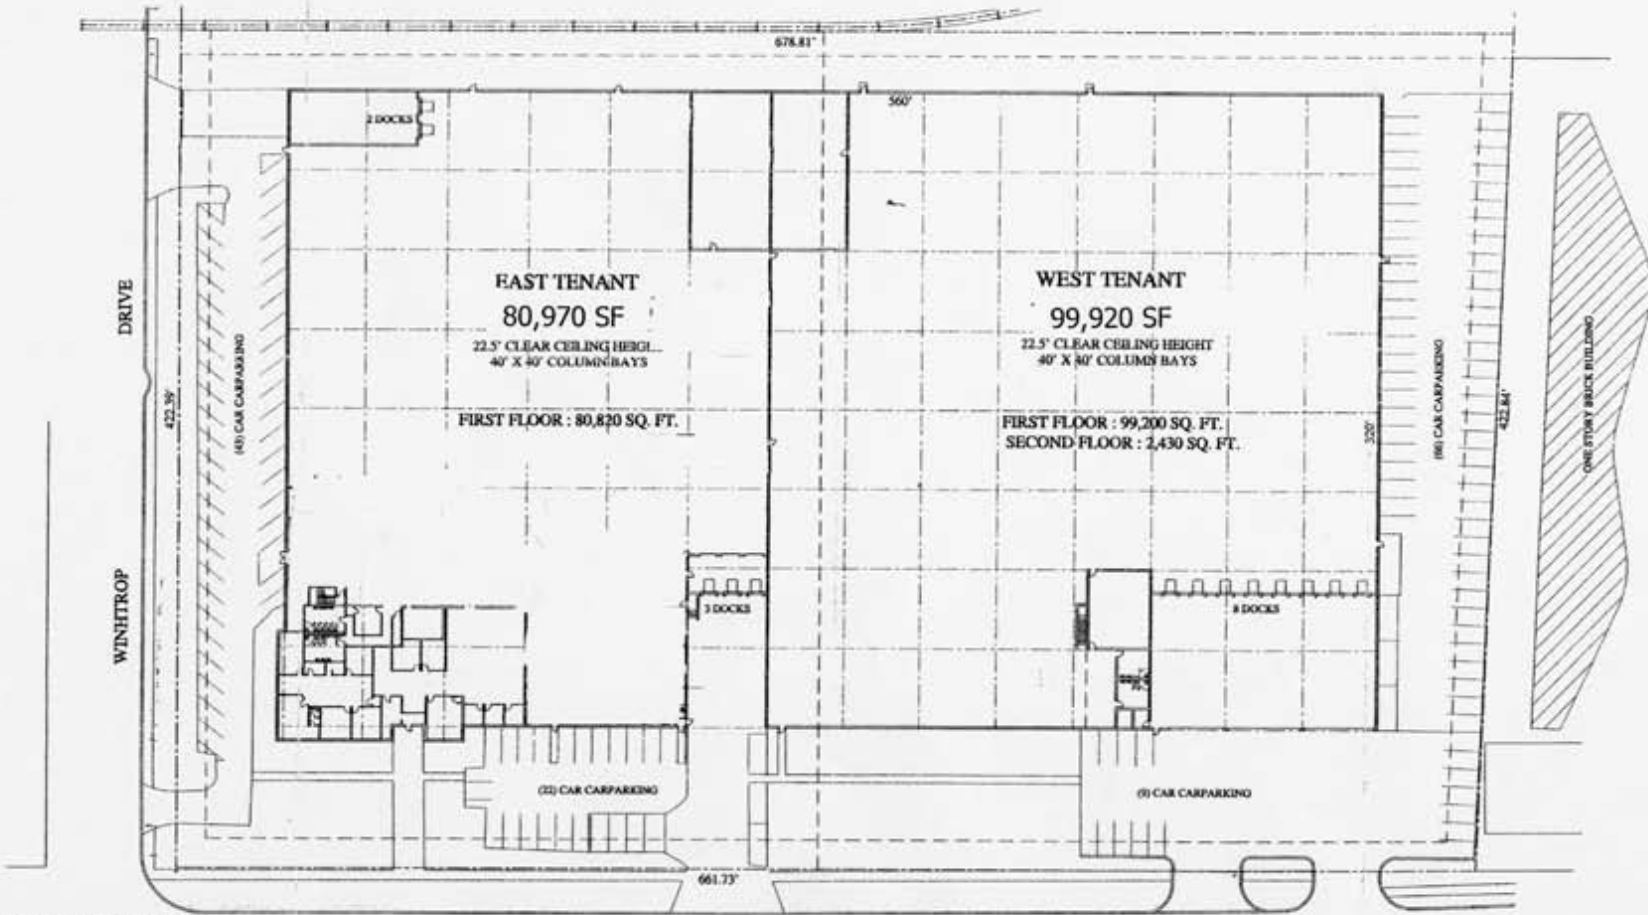 678.81'
560'
2 DOCKS
EAST TENANT
80,970 SF
22.5' CLEAR CEILING HEIGI...
40' X 40' COLUMN BAYS
FIRST FLOOR : 80,820 SQ. FT.
WEST TENANT
99,920 SF
22.5' CLEAR CEILING HEIGHT
40' X 40' COLUMN BAYS
FIRST FLOOR : 99,200 SQ. FT.
SECOND FLOOR : 2,430 SQ. FT.
320'
DRIVE
WINHTROP
422.39'
CAR CARPARKING
CAR CARPARKING
422.84'
ONE STORY BRICK BUILDING
3 DOCKS
8 DOCKS
(22) CAR CARPARKING
(9) CAR CARPARKING
661.73'